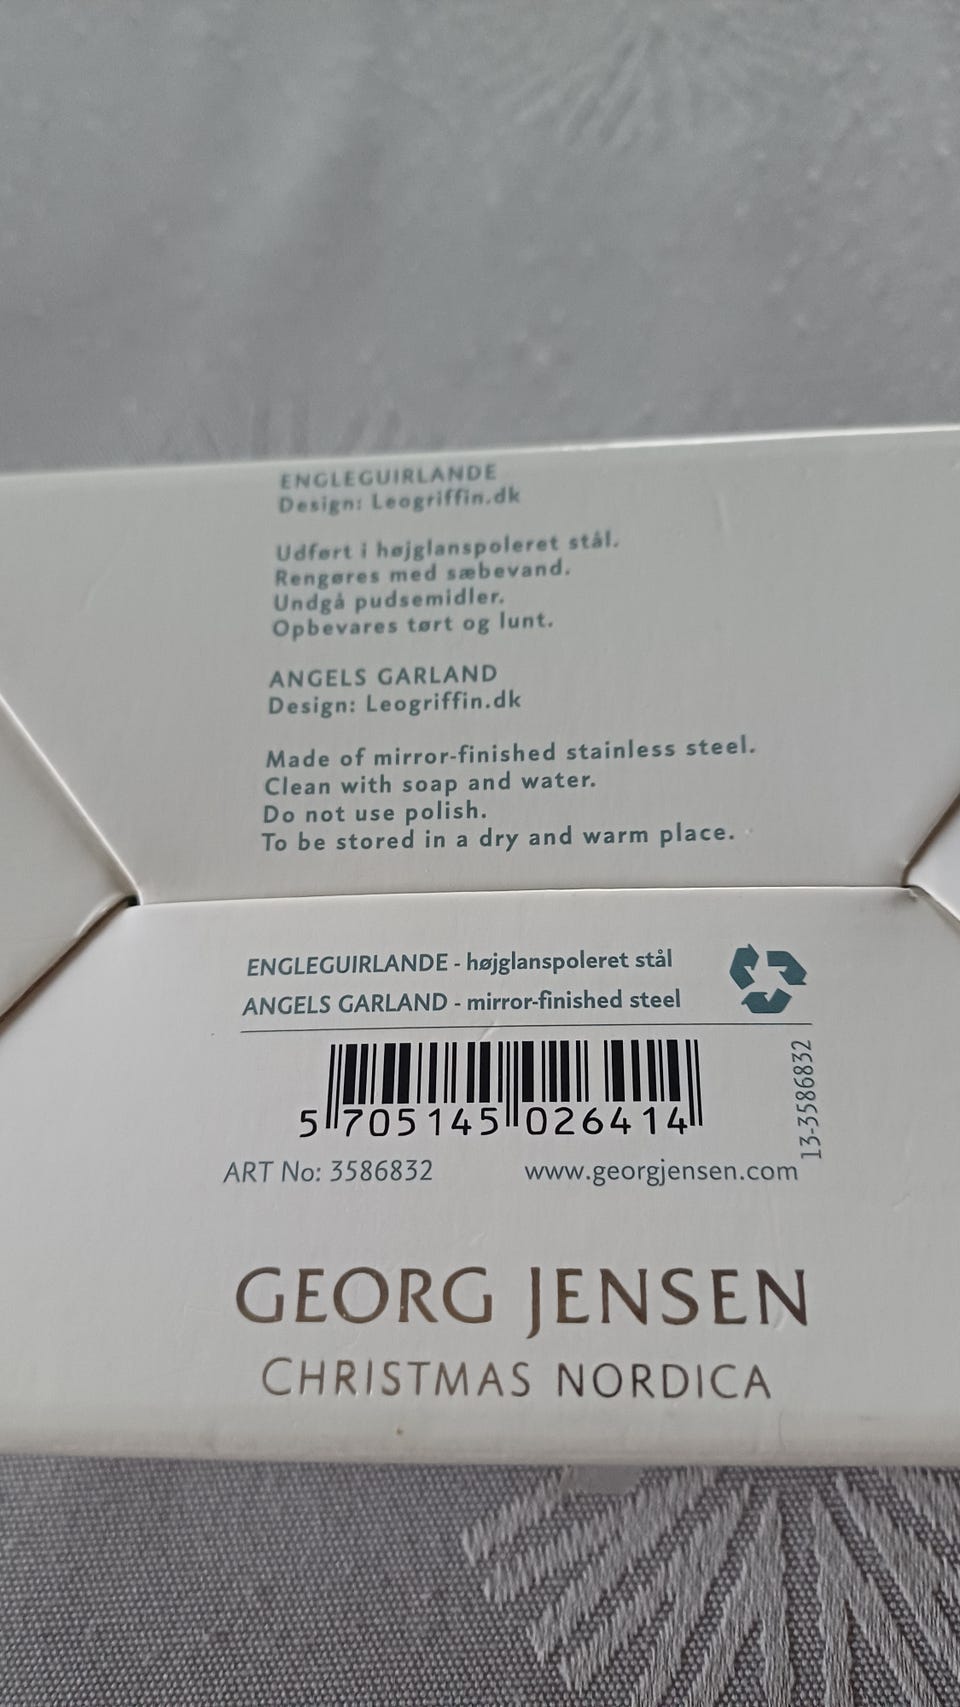 ENGLEGUIRLANDE
Design: Leogriffin.dk
Udført i højglanspoleret stål.
Rengøres med sæbevand.
Undgå pudsemidler.
Opbevares tørt og lunt.
ANGELS GARLAND
Design: Leogriffin.dk
Made of mirror-finished stainless steel.
Clean with soap and water.
Do not use polish.
To be stored in a dry and warm place.
ENGLEGUIRLANDE - højglanspoleret stål
ANGELS GARLAND - mirror-finished steel
5 705145 026414
13-3586832
ART No: 3586832
www.georgjensen.com
GEORG JENSEN
CHRISTMAS NORDICA